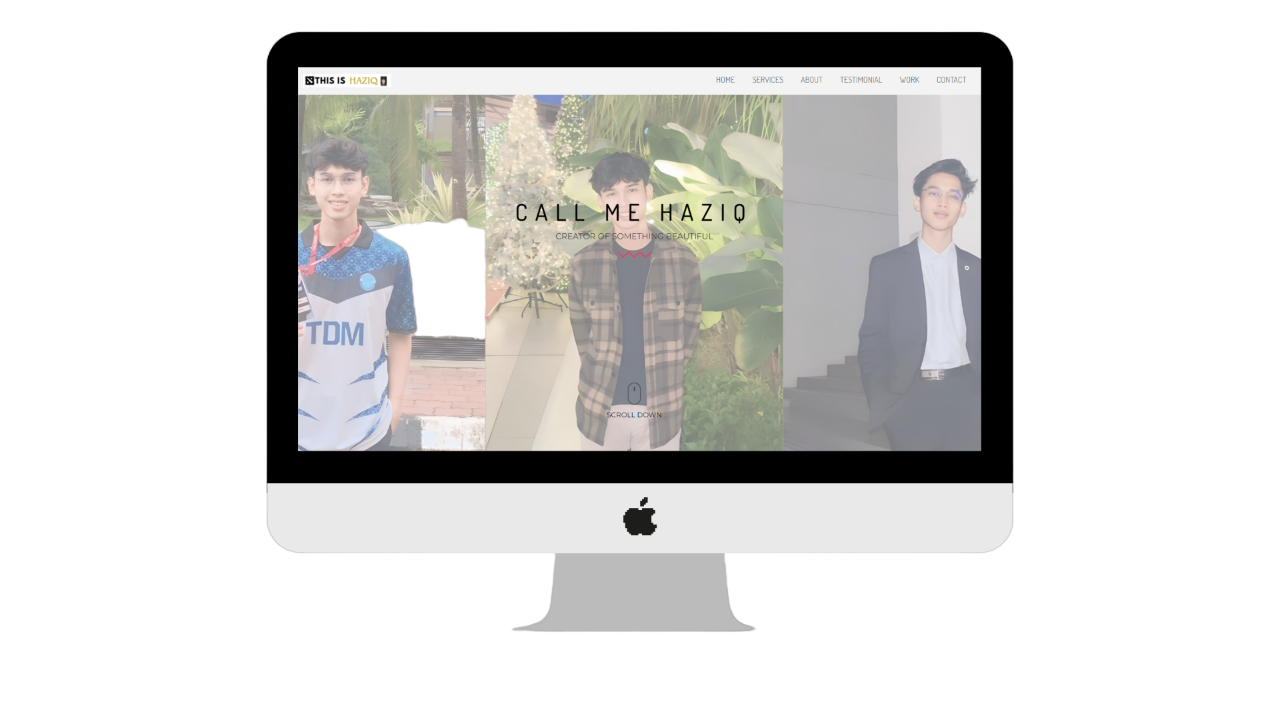 THIS IS HAZIQ
HOME SERVICES ABOUT TESTIMONIAL WORK CONTACT
CALL ME HAZIQ
CREATOR OF SOMETHING BEAUTIFUL
TDM
SCROLL DOWN